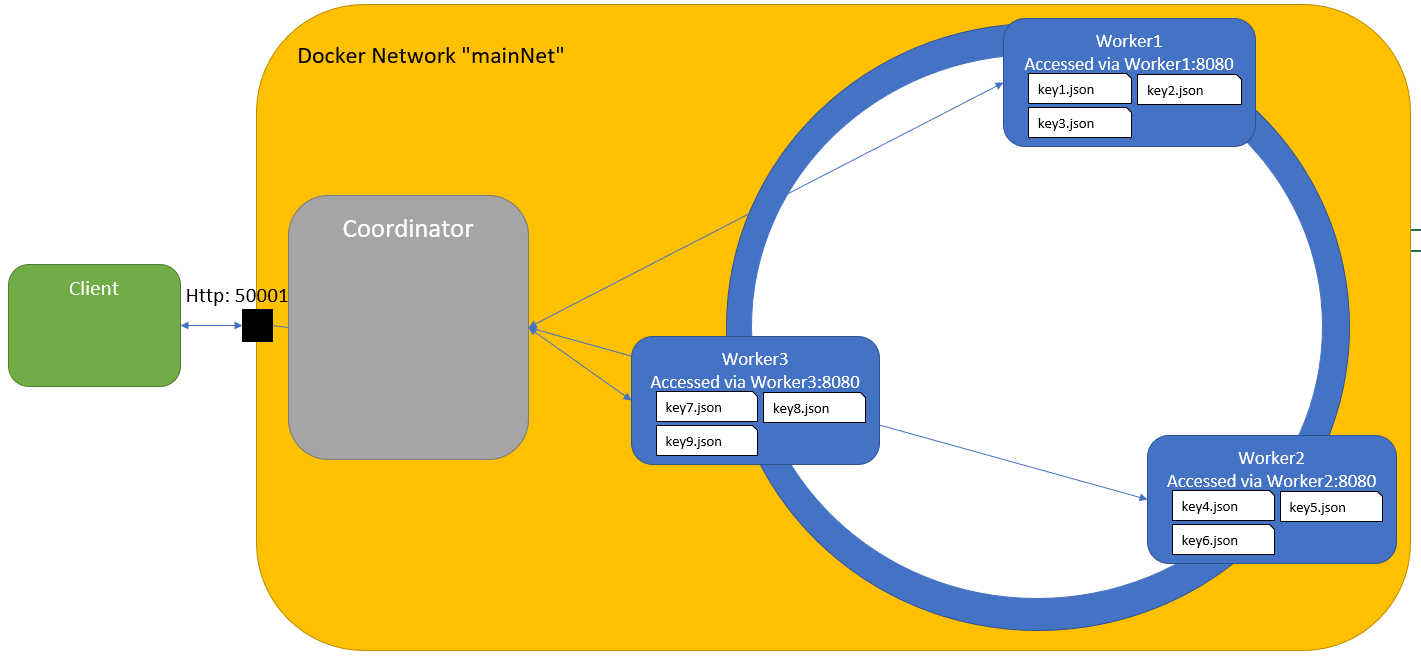 Docker Network "mainNet"
Worker1
Accessed via Worker1:8080
key1.json
key2.json
key3.json
Coordinator
Client
Http: 50001
Worker3
Accessed via Worker3:8080
key7.json
key8.json
key9.json
Worker2
Accessed via Worker2:8080
key4.json
key5.json
key6.json